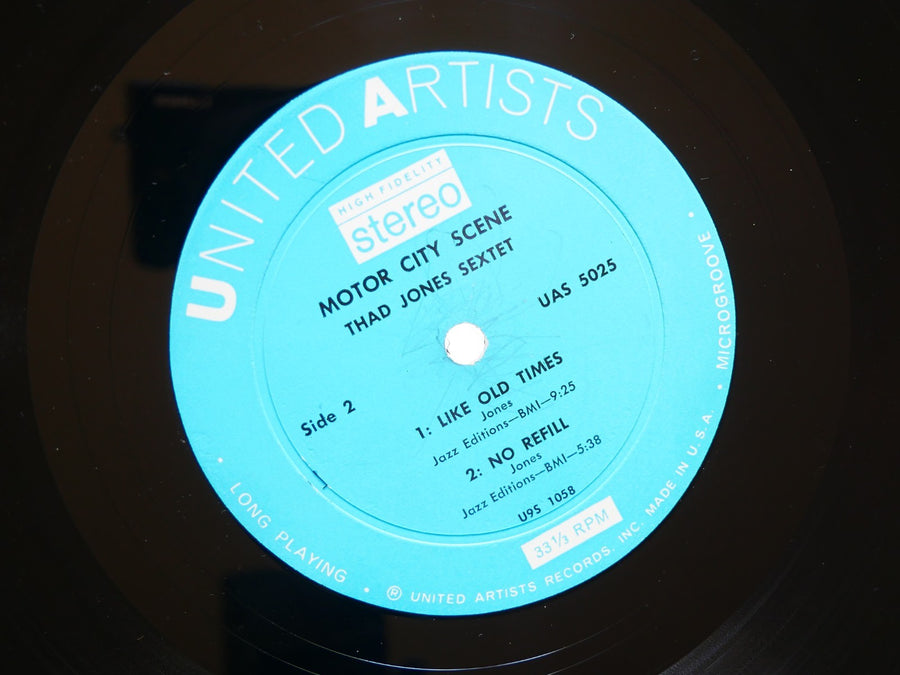 UNITED ARTISTS
HIGH FIDELITY
stereo
MOTOR CITY SCENE
THAD JONES SEXTET
UAS 5025
Side 2
1: LIKE OLD TIMES
Jones
Jazz Editions—BMI—9:25
2: NO REFILL
Jones
Jazz Editions—BMI—5:38
U9S 1058
33⅓ RPM
• LONG PLAYING • ® UNITED ARTISTS RECORDS, INC. MADE IN U.S.A. • MICROGROOVE •